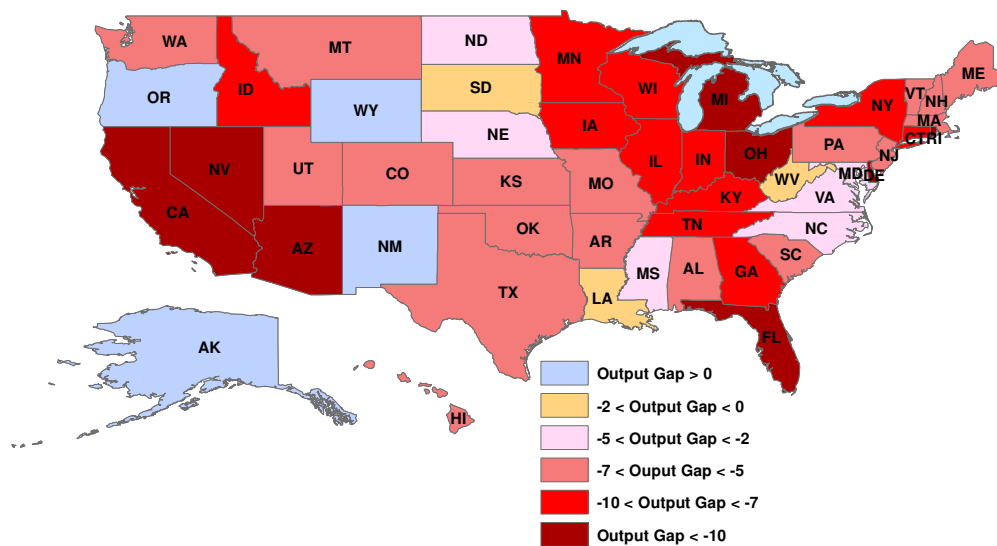 WA
MT
ND
MN
ME
VT
NH
OR
ID
WY
SD
WI
MI
NY
MA
CT
RI
NE
IA
PA
NJ
NV
UT
CO
KS
MO
IL
IN
OH
WV
MD
DE
VA
KY
CA
AZ
NM
OK
AR
TN
NC
SC
TX
LA
MS
AL
GA
FL
AK
HI
Output Gap > 0
-2 < Output Gap < 0
-5 < Output Gap < -2
-7 < Ouput Gap < -5
-10 < Output Gap < -7
Output Gap < -10